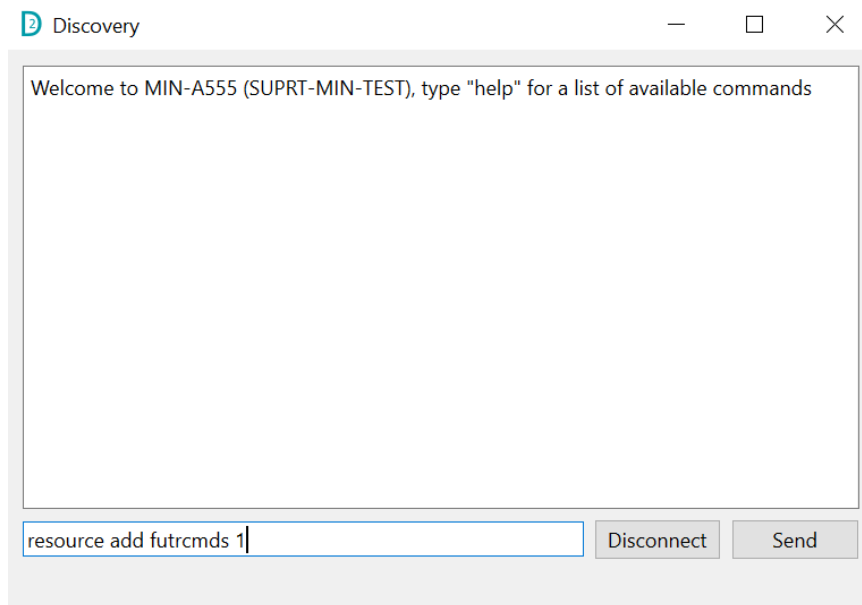 2 Discovery
Welcome to MIN-A555 (SUPRT-MIN-TEST), type "help" for a list of available commands
resource add futrcmds 1
Disconnect
Send